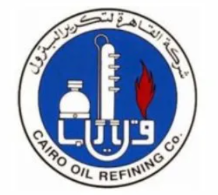 شركة القاهرة لتكرير البترول
CAIRO OIL REFINING Co.